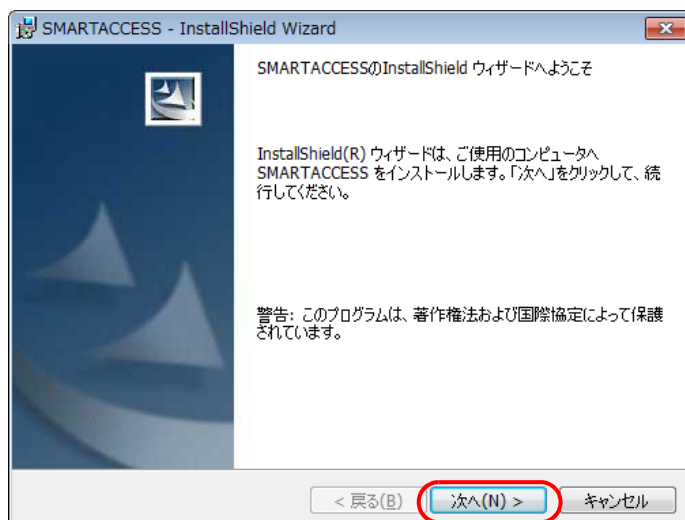 SMARTACCESS - InstallShield Wizard
SMARTACCESSのInstallShield ウィザードへようこそ
InstallShield(R) ウィザードは、ご使用のコンピュータへ
SMARTACCESS をインストールします。「次へ」をクリックして、続
行してください。
警告: このプログラムは、著作権法および国際協定によって保護
されています。
< 戻る(B)
次へ(N) >
キャンセル